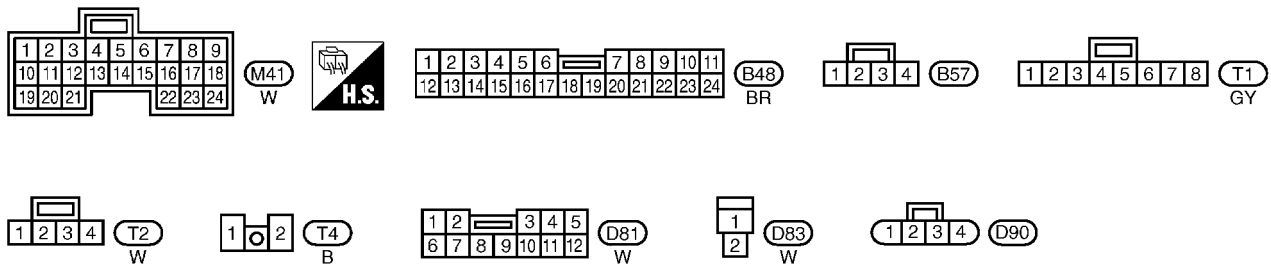 1 2 3 4 5 6 7 8 9
10 11 12 13 14 15 16 17 18
19 20 21 22 23 24
M41
W
H.S.
1 2 3 4 5 6 7 8 9 10 11
12 13 14 15 16 17 18 19 20 21 22 23 24
B48
BR
1 2 3 4
B57
1 2 3 4 5 6 7 8
T1
GY
1 2 3 4
T2
W
1 2
T4
B
1 2 3 4 5
6 7 8 9 10 11 12
D81
W
1
2
D83
W
1 2 3 4
D90